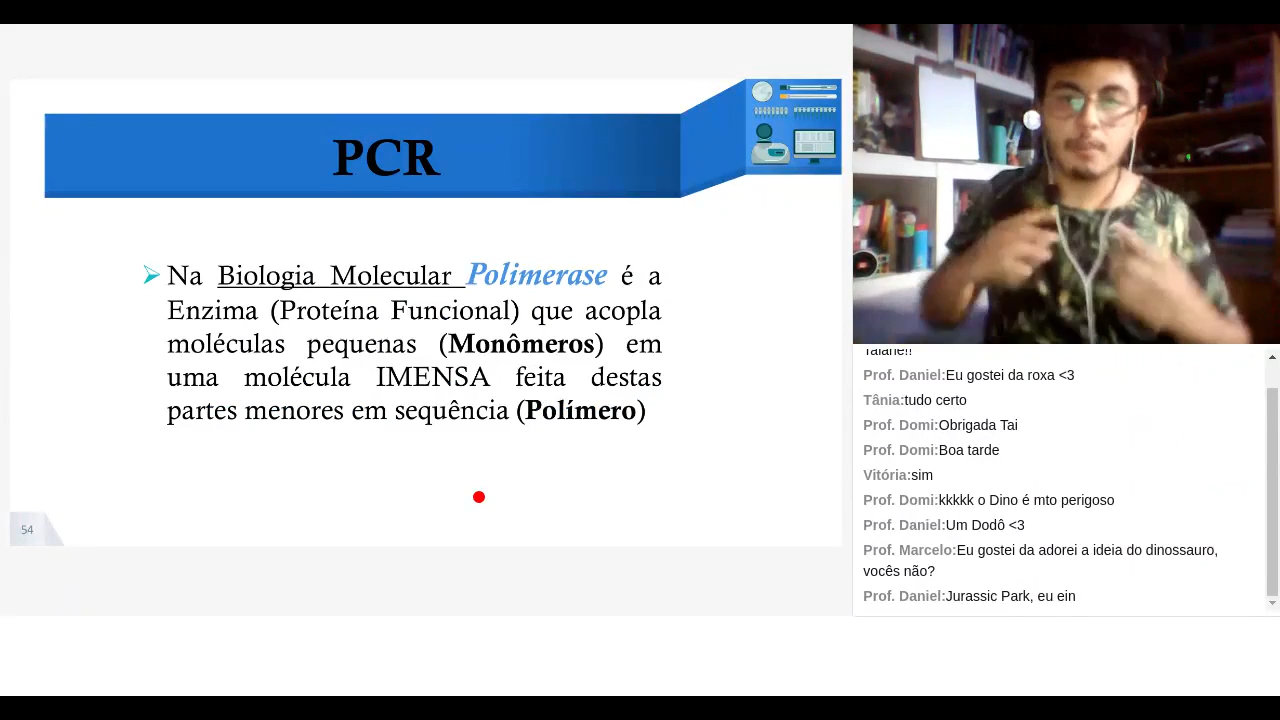 PCR
Na Biologia Molecular Polimerase é a
Enzima (Proteína Funcional) que acopla
moléculas pequenas (Monômeros) em
uma molécula IMENSA feita destas
partes menores em sequência (Polímero)
54
Taiane!!
Prof. Daniel:Eu gostei da roxa <3
Tânia:tudo certo
Prof. Domi:Obrigada Tai
Prof. Domi:Boa tarde
Vitória:sim
Prof. Domi:kkkkk o Dino é mto perigoso
Prof. Daniel:Um Dodô <3
Prof. Marcelo:Eu gostei da adorei a ideia do dinossauro,
vocês não?
Prof. Daniel:Jurassic Park, eu ein